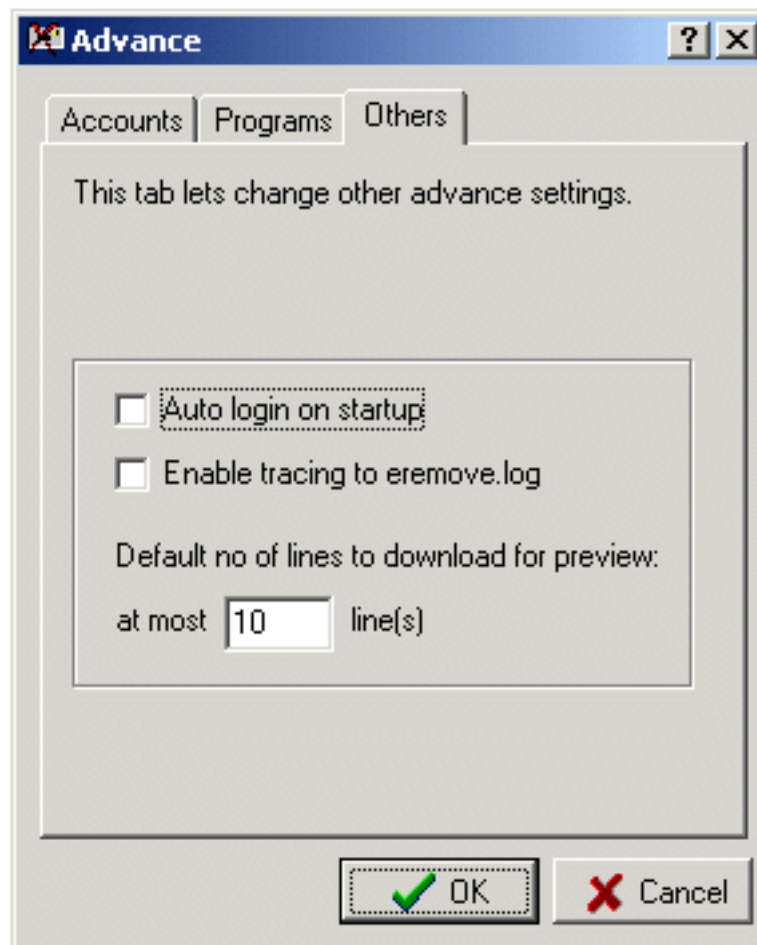 Advance
Accounts Programs Others
This tab lets change other advance settings.
Auto login on startup
Enable tracing to eremove.log
Default no of lines to download for preview:
at most 10 line(s)
OK Cancel